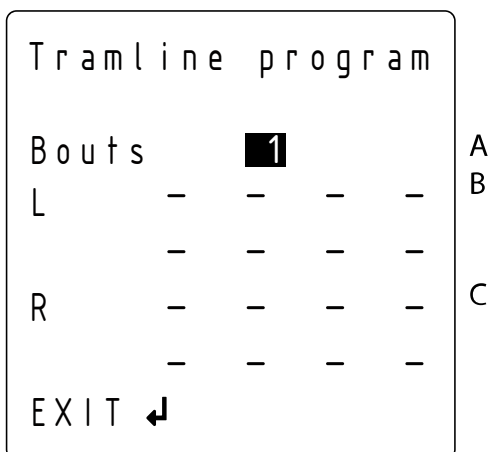 Tramline program
Bouts 1 A
B
L – – – –
– – – –
R – – – – C
– – – –
EXIT ↲